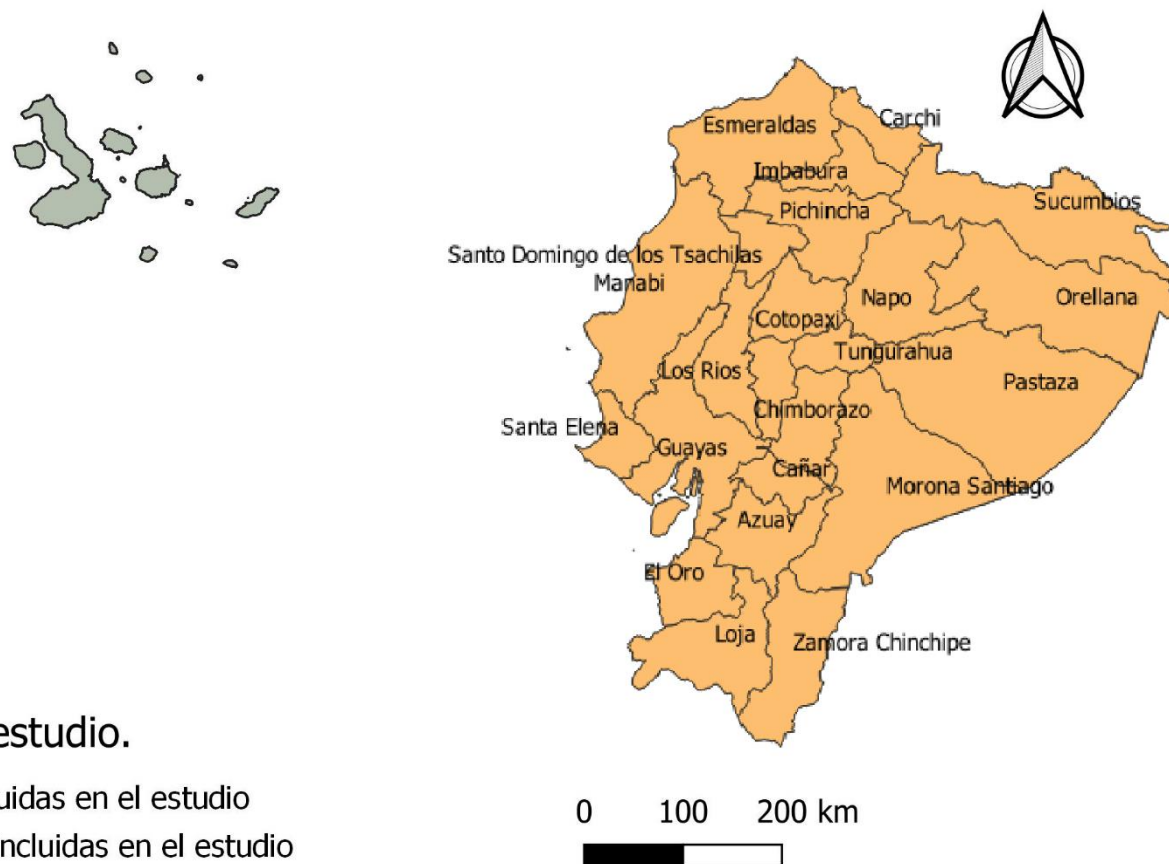 Esmeraldas
Carchi
Imbabura
Sucumbios
Pichincha
Santo Domingo de los Tsachilas
Manabi
Napo
Orellana
Cotopaxi
Tungurahua
Los Rios
Pastaza
Chimborazo
Santa Elena
Guayas
Cañar
Morona Santiago
Azuay
El Oro
Loja
Zamora Chinchipe
estudio.
uidas en el estudio
incluidas en el estudio
0 100 200 km